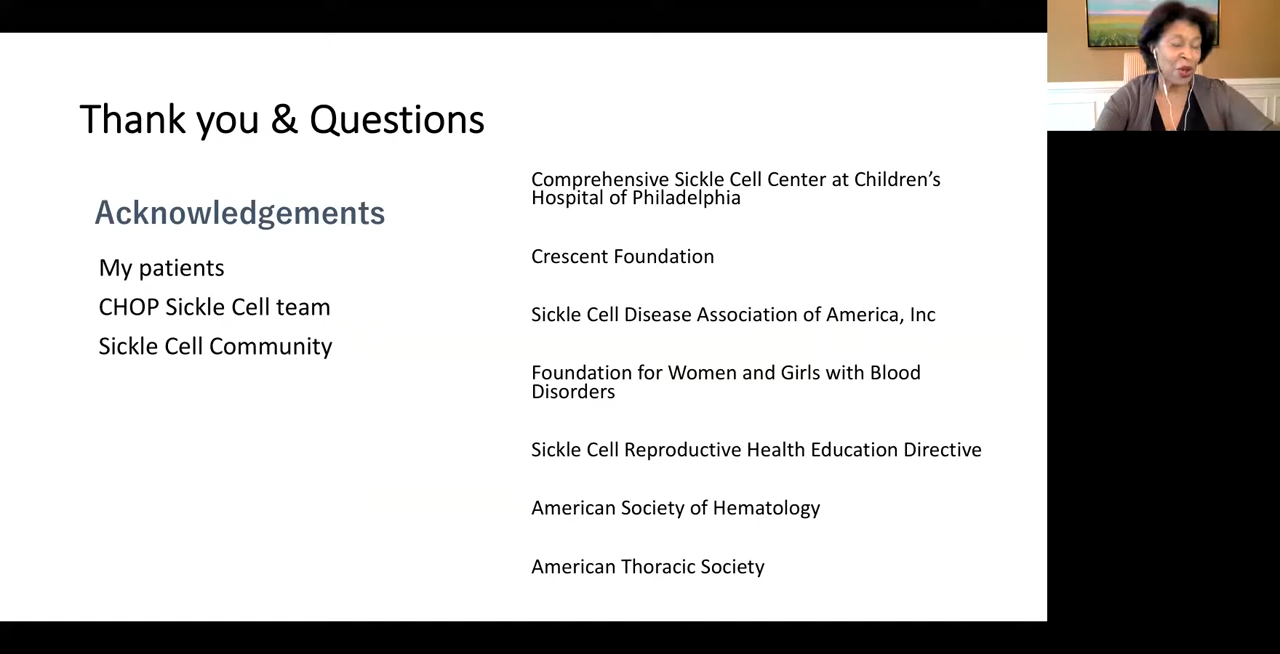 Thank you & Questions
Acknowledgements
My patients
CHOP Sickle Cell team
Sickle Cell Community
Comprehensive Sickle Cell Center at Children’s
Hospital of Philadelphia
Crescent Foundation
Sickle Cell Disease Association of America, Inc
Foundation for Women and Girls with Blood
Disorders
Sickle Cell Reproductive Health Education Directive
American Society of Hematology
American Thoracic Society